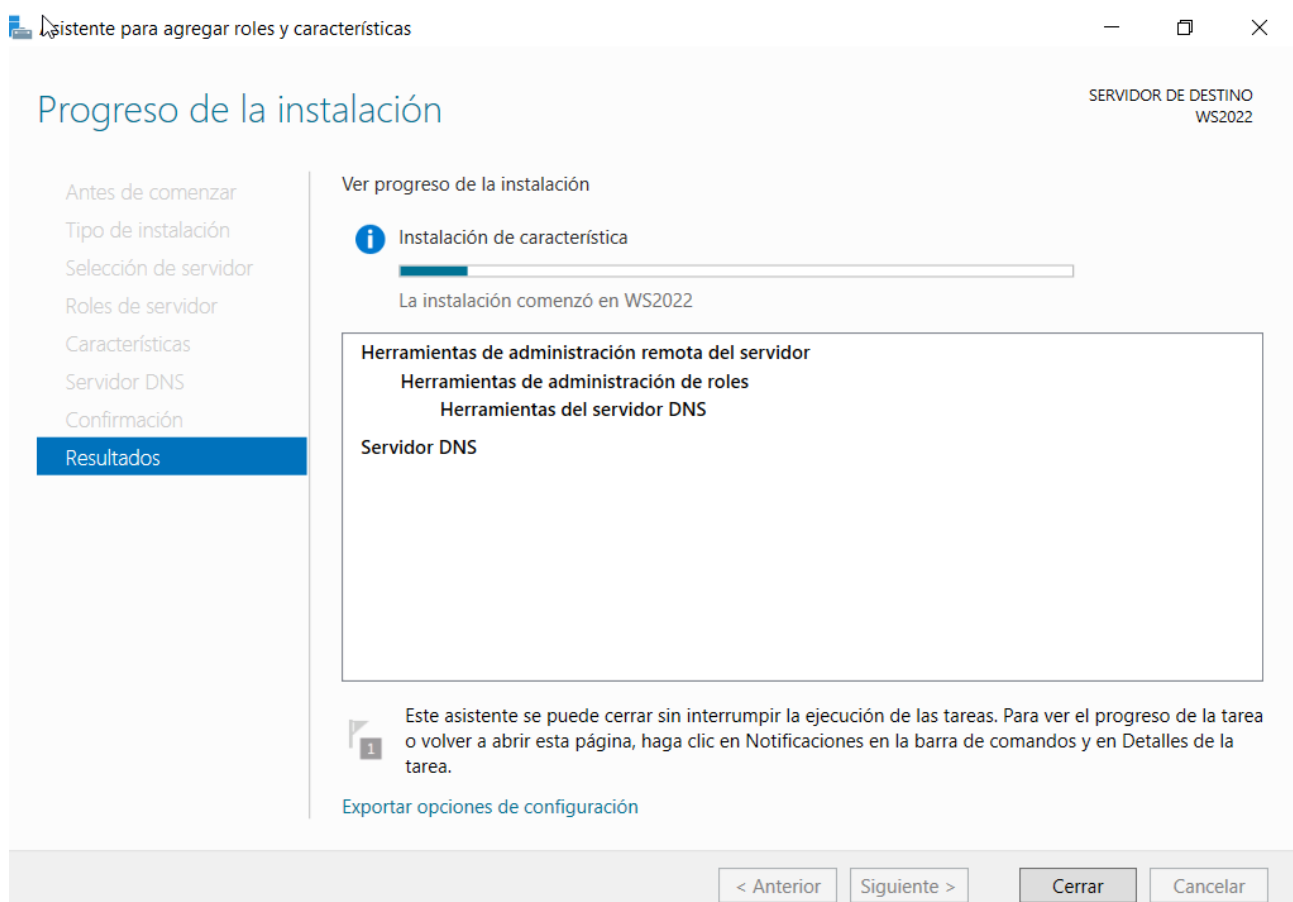 Asistente para agregar roles y características
Progreso de la instalación
SERVIDOR DE DESTINO
WS2022
Antes de comenzar
Tipo de instalación
Selección de servidor
Roles de servidor
Características
Servidor DNS
Confirmación
Resultados
Ver progreso de la instalación
Instalación de característica
La instalación comenzó en WS2022
Herramientas de administración remota del servidor
Herramientas de administración de roles
Herramientas del servidor DNS
Servidor DNS
1
Este asistente se puede cerrar sin interrumpir la ejecución de las tareas. Para ver el progreso de la tarea
o volver a abrir esta página, haga clic en Notificaciones en la barra de comandos y en Detalles de la
tarea.
Exportar opciones de configuración
< Anterior
Siguiente >
Cerrar
Cancelar